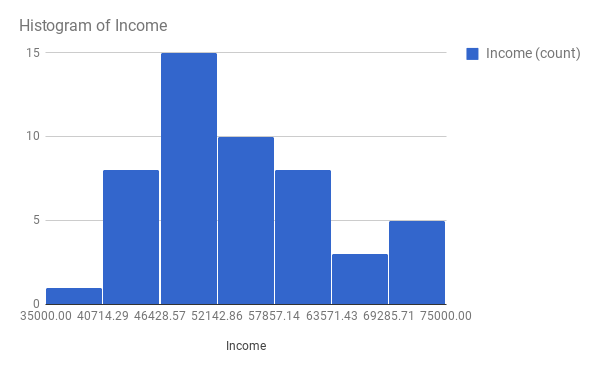 Histogram of Income
15
Income (count)
10
5
0
35000.00 40714.29 46428.57 52142.86 57857.14 63571.43 69285.71 75000.00
Income